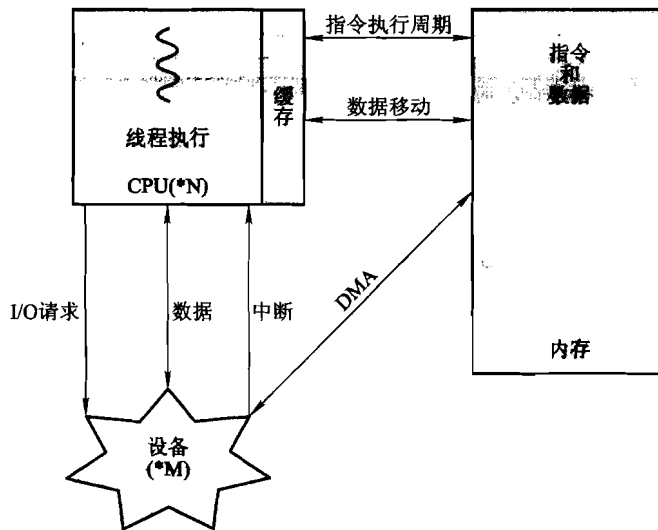 指令执行周期
指令
和
数据
缓
存
数据移动
线程执行
CPU(*N)
I/O请求
数据
中断
DMA
内存
设备
(*M)